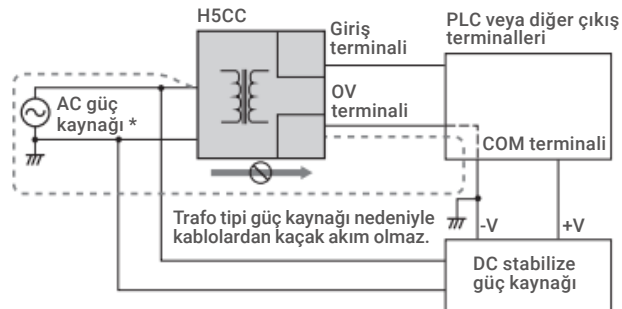 H5CC
Giriş
terminali
OV
terminali
PLC veya diğer çıkış
terminalleri
COM terminali
AC güç
kaynağı *
Trafo tipi güç kaynağı nedeniyle
kablolardan kaçak akım olmaz.
-V
+V
DC stabilize
güç kaynağı